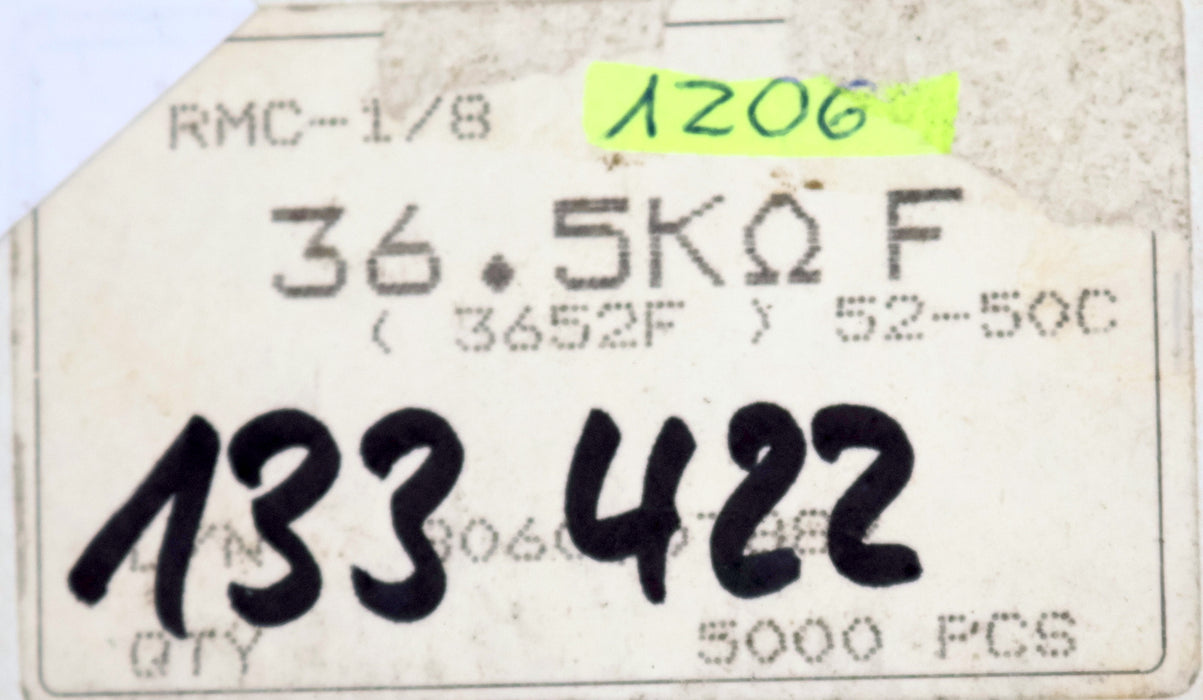 RMC-1/8 1206
36.5KΩ F
( 3652F ) 52-50C
133 422
QTY 5000 PCS